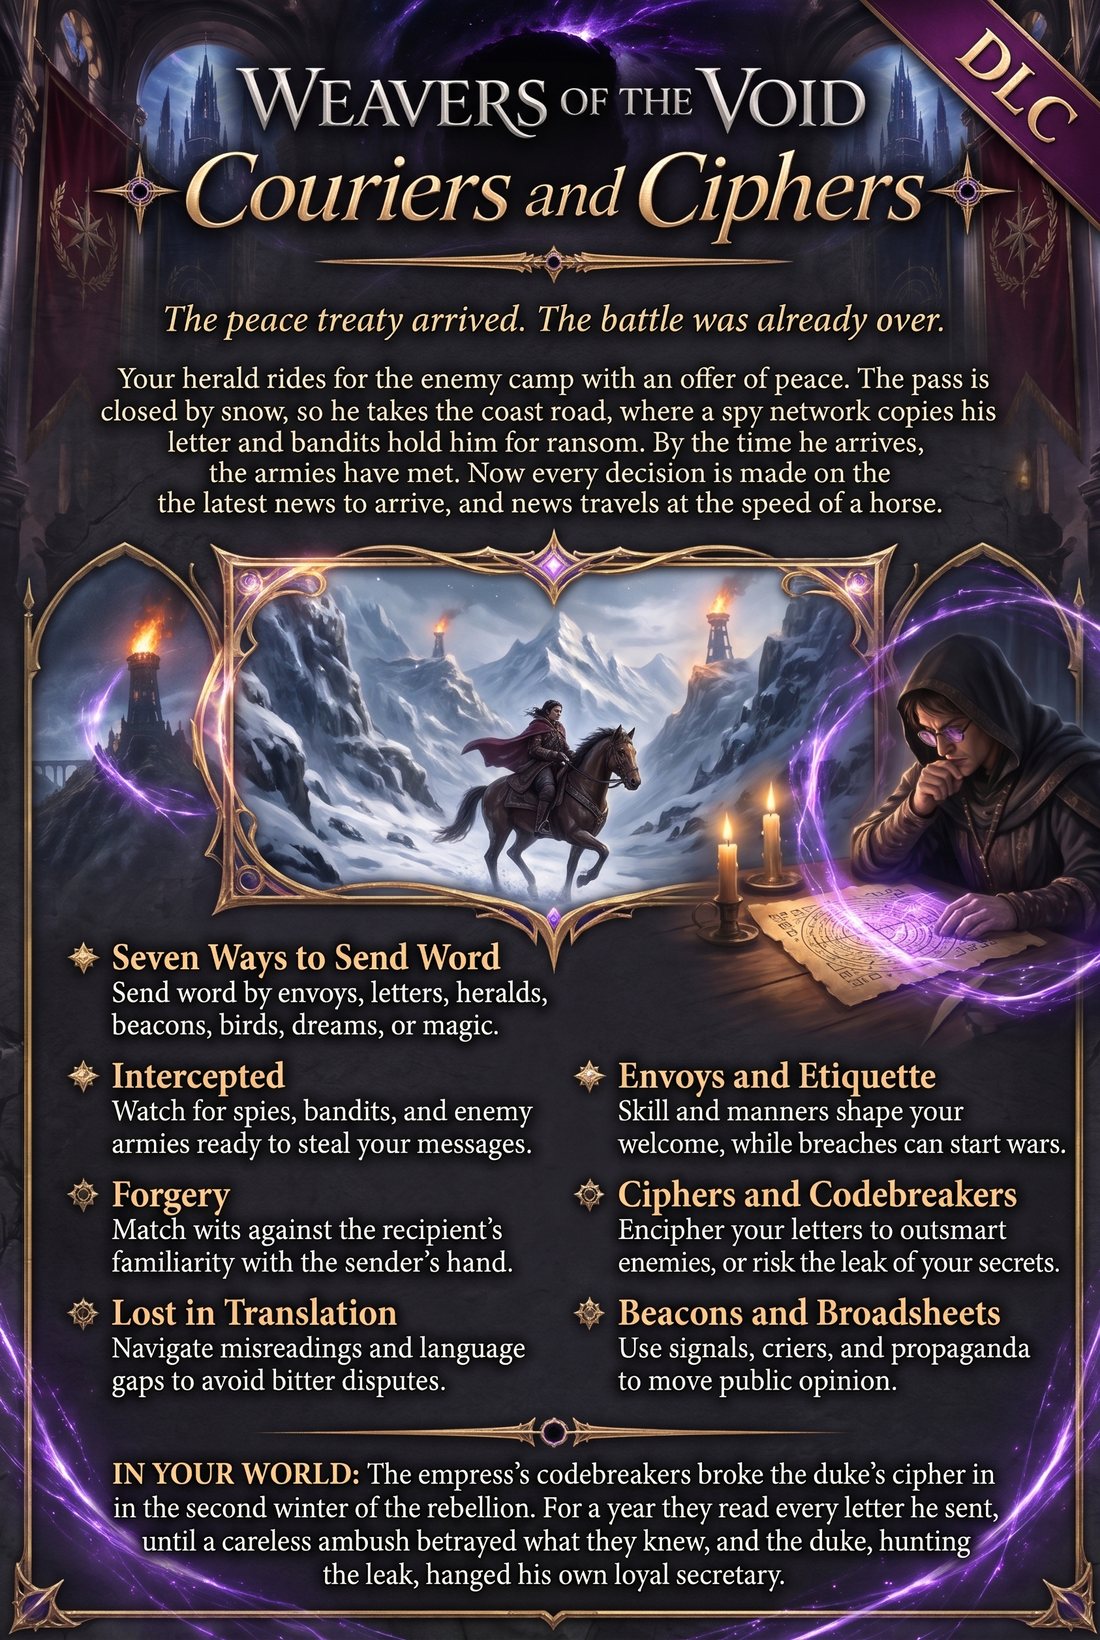 DLC
WEAVERS OF THE VOID
Couriers and Ciphers
The peace treaty arrived. The battle was already over.
Your herald rides for the enemy camp with an offer of peace. The pass is
closed by snow, so he takes the coast road, where a spy network copies his
letter and bandits hold him for ransom. By the time he arrives,
the armies have met. Now every decision is made on the
the latest news to arrive, and news travels at the speed of a horse.
Seven Ways to Send Word
Send word by envoys, letters, heralds,
beacons, birds, dreams, or magic.
Intercepted
Watch for spies, bandits, and enemy
armies ready to steal your messages.
Envoys and Etiquette
Skill and manners shape your
welcome, while breaches can start wars.
Forgery
Match wits against the recipient's
familiarity with the sender's hand.
Ciphers and Codebreakers
Encipher your letters to outsmart
enemies, or risk the leak of your secrets.
Lost in Translation
Navigate misreadings and language
gaps to avoid bitter disputes.
Beacons and Broadsheets
Use signals, criers, and propaganda
to move public opinion.
IN YOUR WORLD: The empress's codebreakers broke the duke's cipher in
in the second winter of the rebellion. For a year they read every letter he sent,
until a careless ambush betrayed what they knew, and the duke, hunting
the leak, hanged his own loyal secretary.